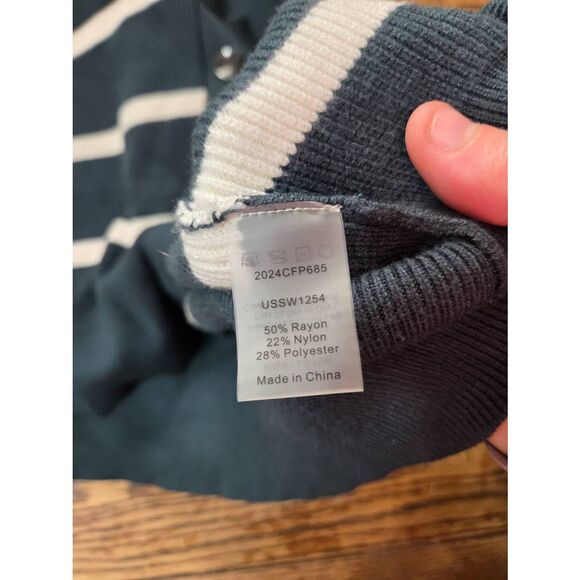 2024CFP685
USSW1254
50% Rayon
22% Nylon
28% Polyester
Made in China